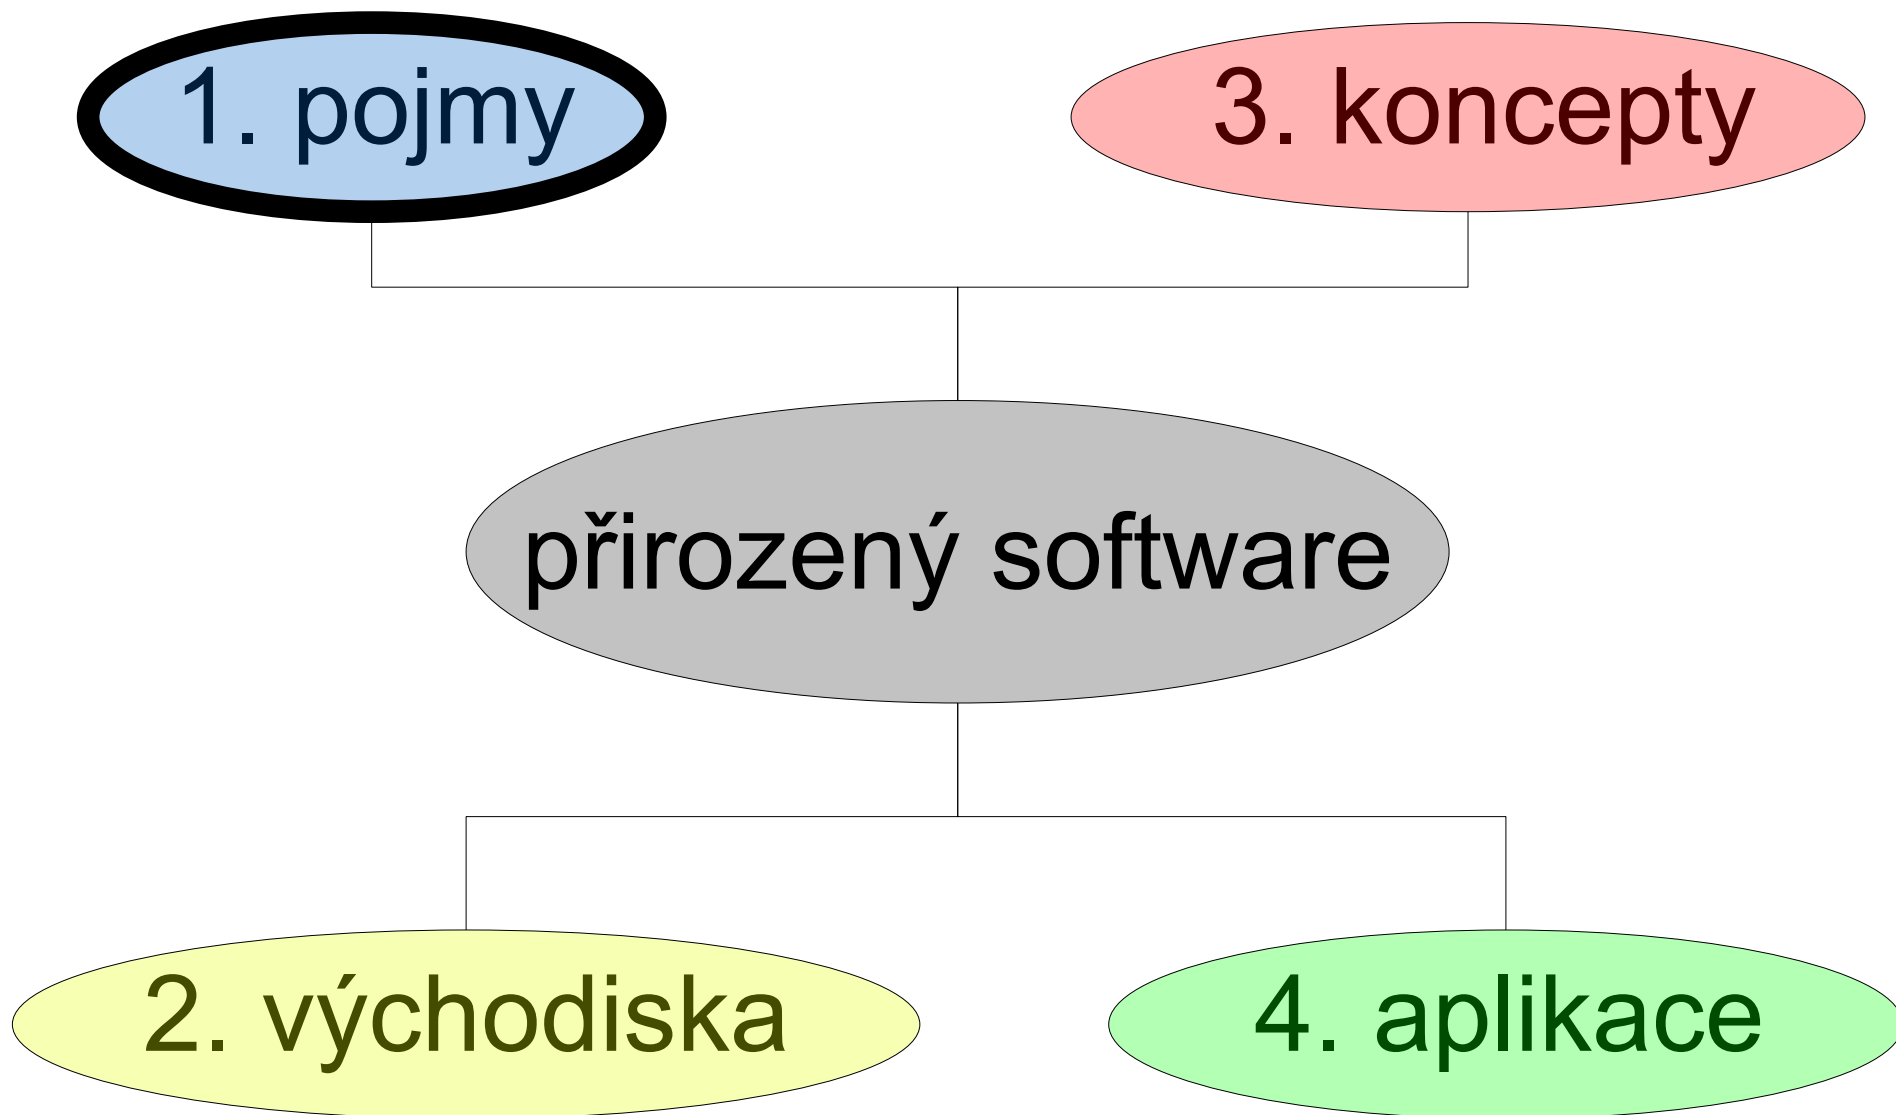 1. pojmy
3. koncepty
přirozený software
2. východiska
4. aplikace